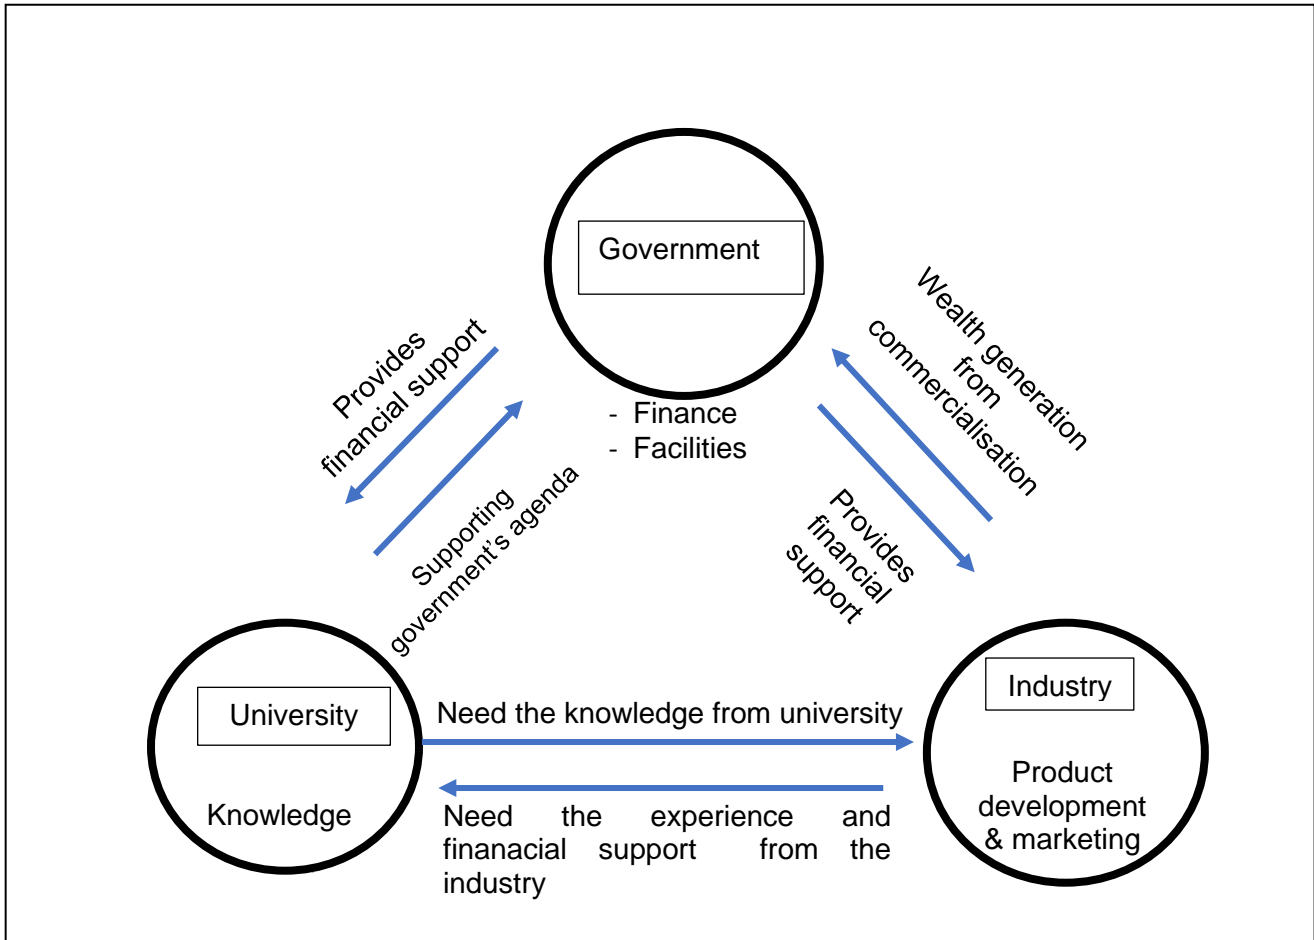 Government
- Finance
- Facilities
Provides
financial support
Supporting
government's agenda
Wealth generation
from
commercialisation
Provides
financial
support
University
Knowledge
Need the knowledge from university
Need the experience and
finanacial support from the
industry
Industry
Product
development
& marketing